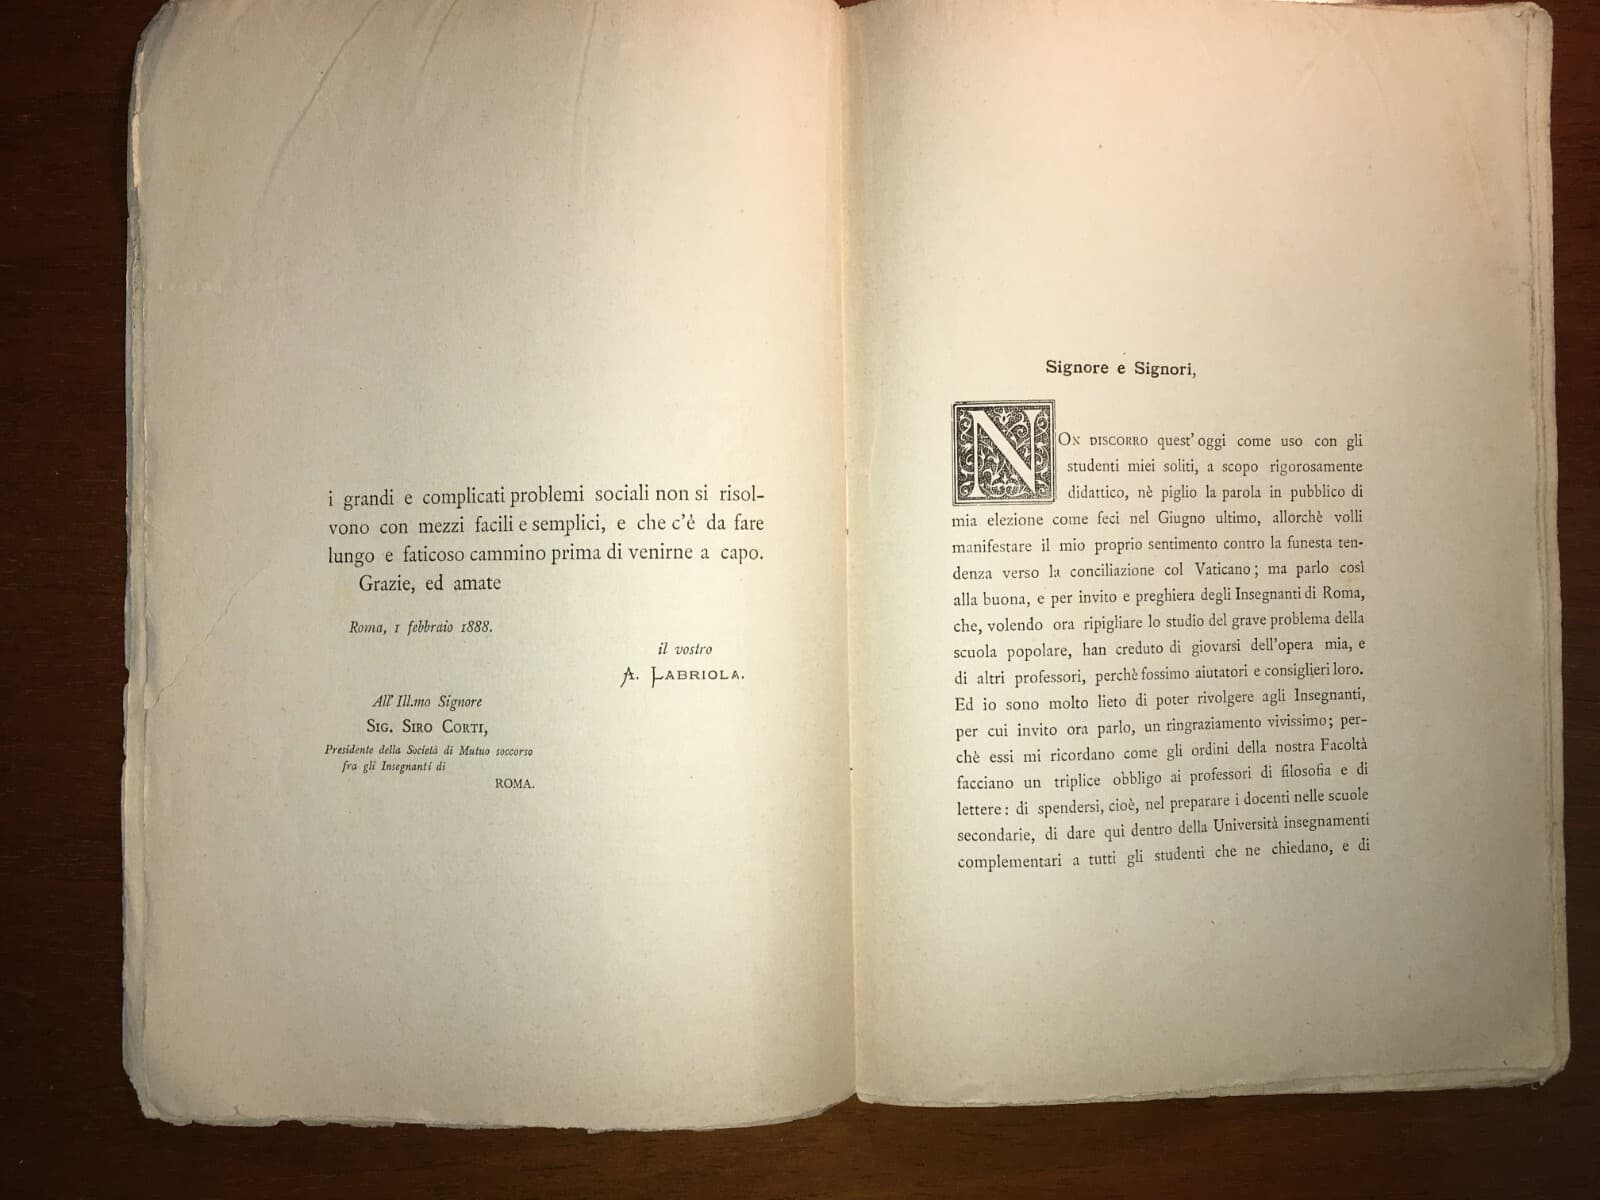 i grandi e complicati problemi sociali non si risol-
vono con mezzi facili e semplici, e che c'é da fare
lungo e faticoso cammino prima di venirne a capo.
Grazie, ed amate
Roma, 1 febbraio 1888.
il vostro
A. LABRIOLA.
All' Ill.mo Signore
SIG. SIRO CORTI,
Presidente della Società di Mutuo soccorso
fra gli Insegnanti di
ROMA.
Signore e Signori,
NON DISCORRO quest' oggi come uso con gli
studenti miei soliti, a scopo rigorosamente
didattico, nè piglio la parola in pubblico di
mia elezione come feci nel Giugno ultimo, allorchè volli
manifestare il mio proprio sentimento contro la funesta ten-
denza verso la conciliazione col Vaticano; ma parlo così
alla buona, e per invito e preghiera degli Insegnanti di Roma,
che, volendo ora ripigliare lo studio del grave problema della
scuola popolare, han creduto di giovarsi dell'opera mia, e
di altri professori, perchè fossimo aiutatori e consiglieri loro.
Ed io sono molto lieto di poter rivolgere agli Insegnanti,
per cui invito ora parlo, un ringraziamento vivissimo; per-
chè essi mi ricordano come gli ordini della nostra Facoltà
facciano un triplice obbligo ai professori di filosofia e di
lettere: di spendersi, cioè, nel preparare i docenti nelle scuole
secondarie, di dare qui dentro della Università insegnamenti
complementari a tutti gli studenti che ne chiedano, e di